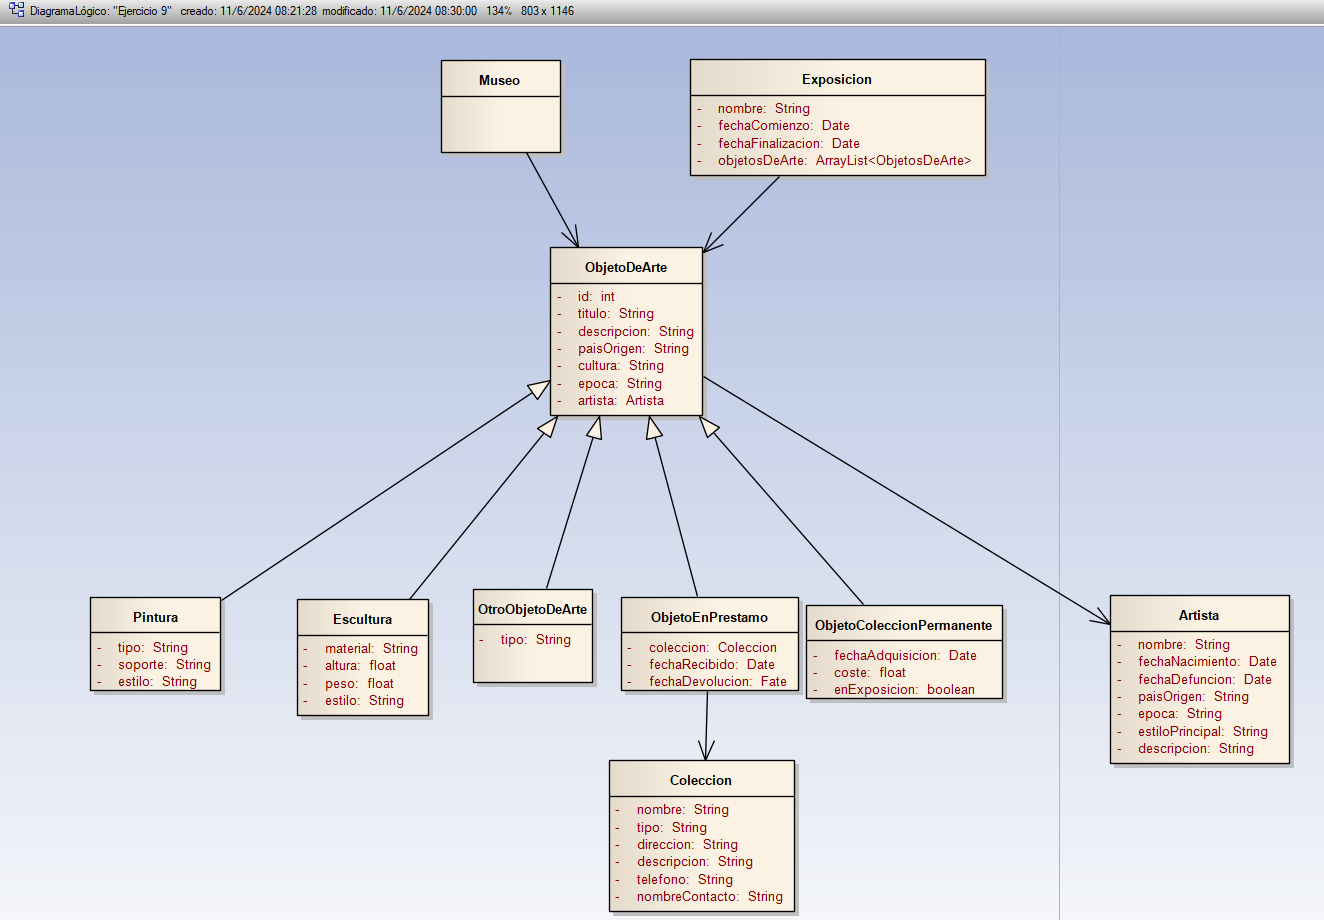 DiagramaLógico: "Ejercicio 9"   creado: 11/6/2024 08:21:28  modificado: 11/6/2024 08:30:00   134%   803 x 1146
Museo
Exposicion
- nombre: String
- fechaComienzo: Date
- fechaFinalizacion: Date
- objetosDeArte: ArrayList<ObjetosDeArte>
ObjetoDeArte
- id: int
- titulo: String
- descripcion: String
- paisOrigen: String
- cultura: String
- epoca: String
- artista: Artista
Pintura
- tipo: String
- soporte: String
- estilo: String
Escultura
- material: String
- altura: float
- peso: float
- estilo: String
OtroObjetoDeArte
- tipo: String
ObjetoEnPrestamo
- coleccion: Coleccion
- fechaRecibido: Date
- fechaDevolucion: Fate
ObjetoColeccionPermanente
- fechaAdquisicion: Date
- coste: float
- enExposicion: boolean
Artista
- nombre: String
- fechaNacimiento: Date
- fechaDefuncion: Date
- paisOrigen: String
- epoca: String
- estiloPrincipal: String
- descripcion: String
Coleccion
- nombre: String
- tipo: String
- direccion: String
- descripcion: String
- telefono: String
- nombreContacto: String